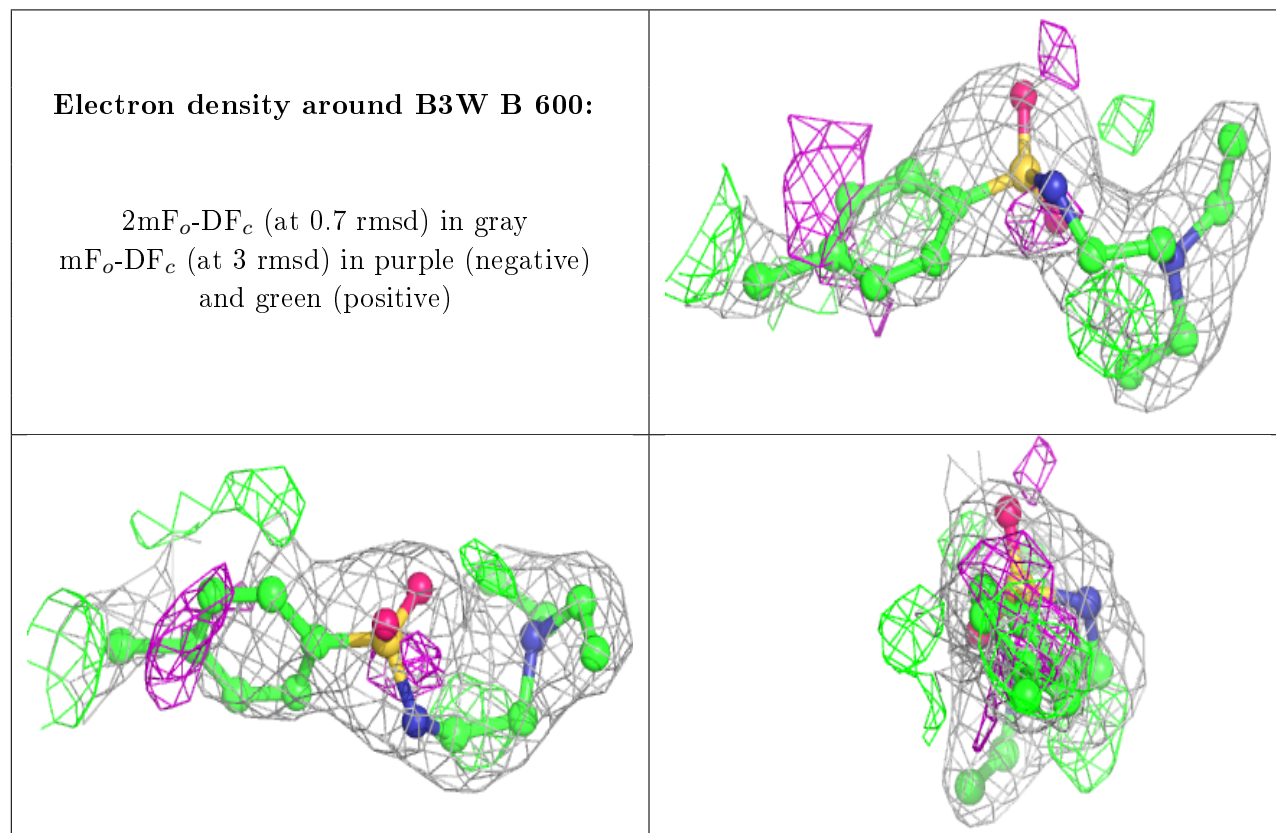 Electron density around B3W B 600:
2mFo-DFc (at 0.7 rmsd) in gray
mFo-DFc (at 3 rmsd) in purple (negative)
and green (positive)